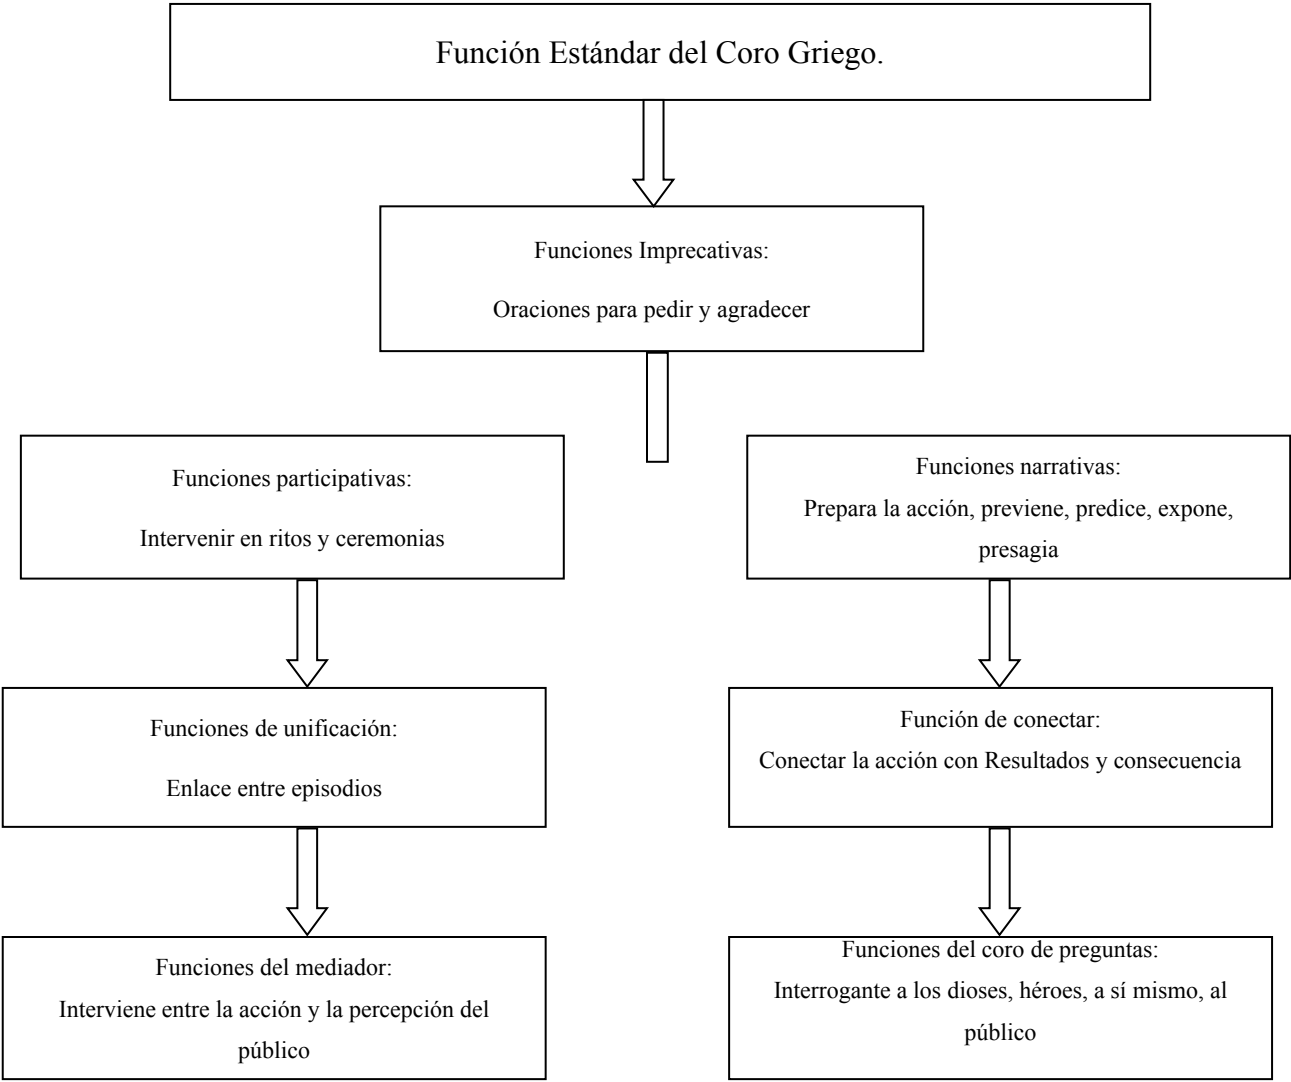 Función Estándar del Coro Griego.
Funciones Imprecativas:
Oraciones para pedir y agradecer
Funciones participativas:
Intervenir en ritos y ceremonias
Funciones narrativas:
Prepara la acción, previene, predice, expone,
presagia
Funciones de unificación:
Enlace entre episodios
Función de conectar:
Conectar la acción con Resultados y consecuencia
Funciones del mediador:
Interviene entre la acción y la percepción del
público
Funciones del coro de preguntas:
Interrogante a los dioses, héroes, a sí mismo, al
público